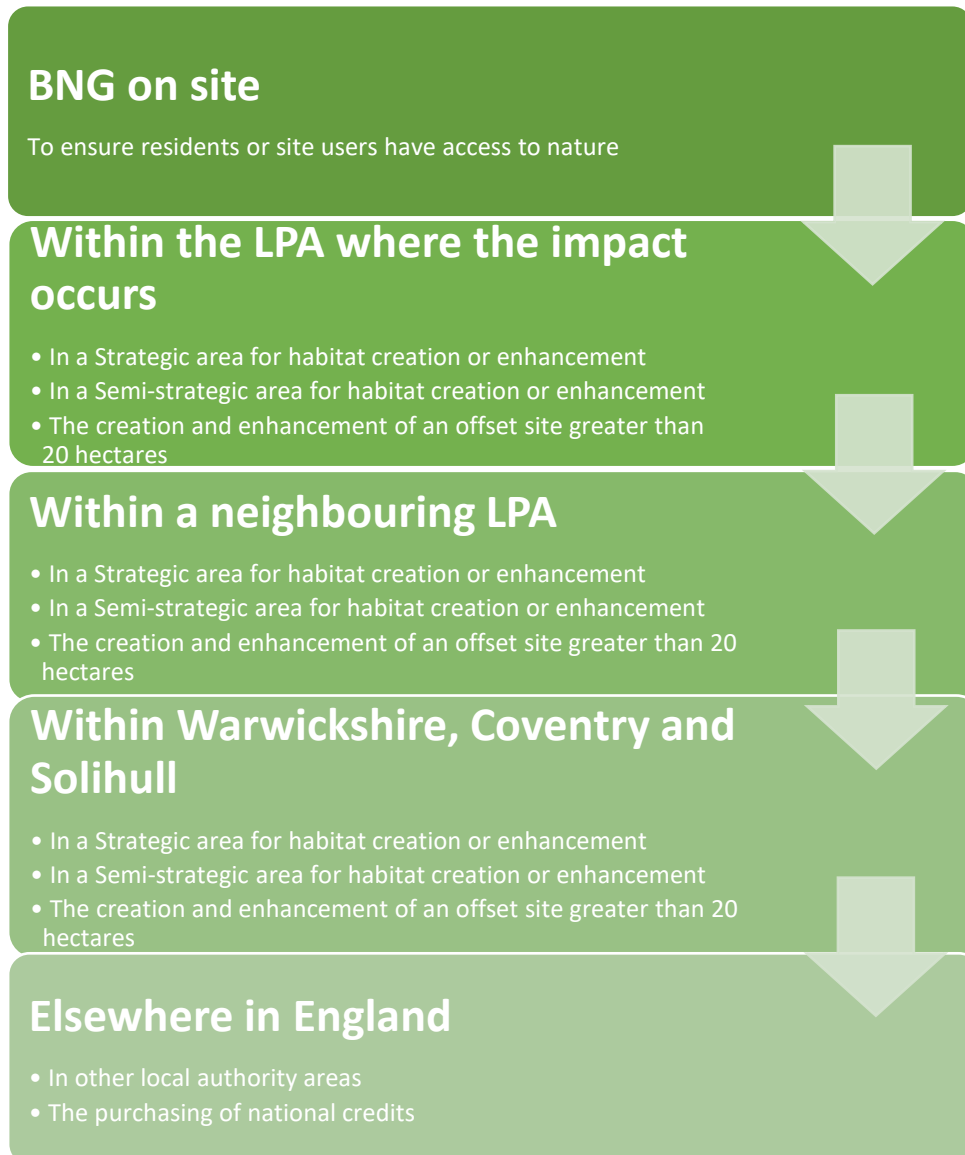 BNG on site
To ensure residents or site users have access to nature
Within the LPA where the impact
occurs
• In a Strategic area for habitat creation or enhancement
• In a Semi-strategic area for habitat creation or enhancement
• The creation and enhancement of an offset site greater than
20 hectares
Within a neighbouring LPA
• In a Strategic area for habitat creation or enhancement
• In a Semi-strategic area for habitat creation or enhancement
• The creation and enhancement of an offset site greater than 20
hectares
Within Warwickshire, Coventry and
Solihull
• In a Strategic area for habitat creation or enhancement
• In a Semi-strategic area for habitat creation or enhancement
• The creation and enhancement of an offset site greater than 20
hectares
Elsewhere in England
• In other local authority areas
• The purchasing of national credits